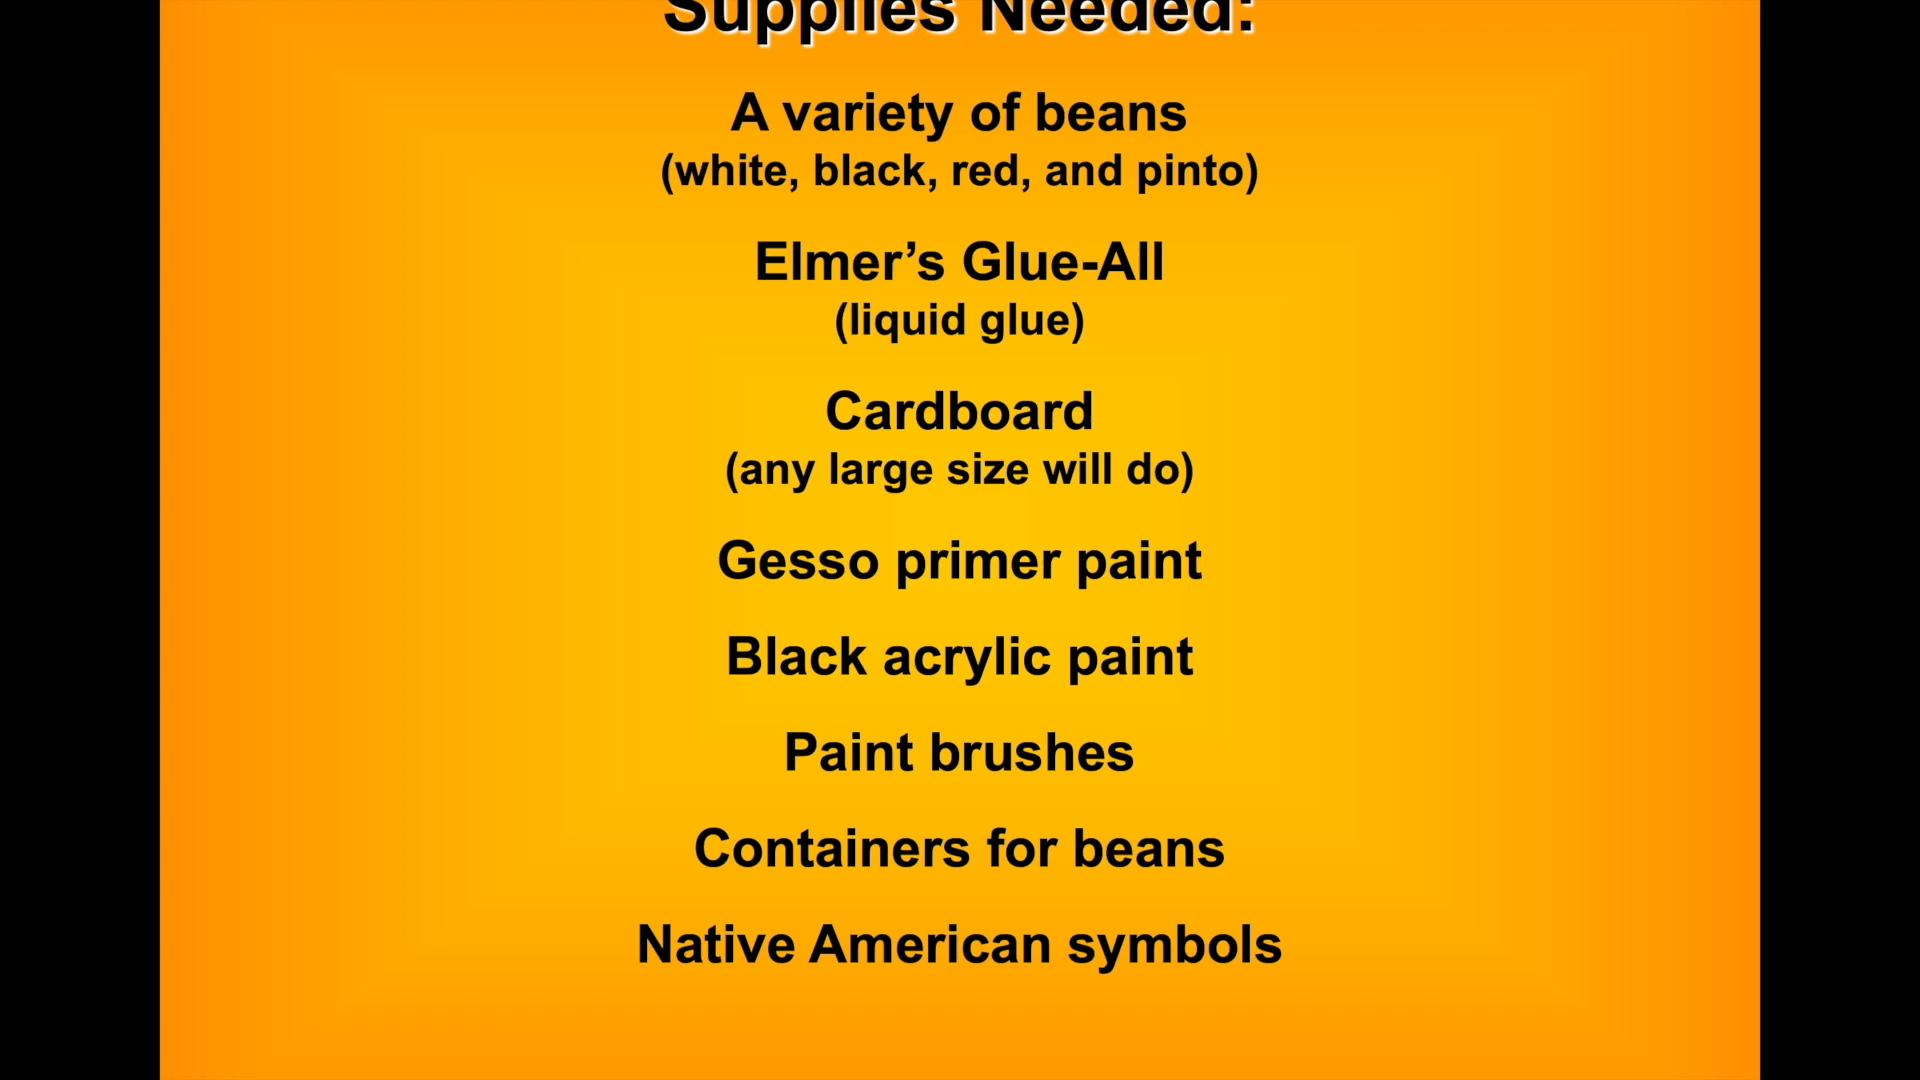 Supplies Needed:
A variety of beans
(white, black, red, and pinto)
Elmer’s Glue-All
(liquid glue)
Cardboard
(any large size will do)
Gesso primer paint
Black acrylic paint
Paint brushes
Containers for beans
Native American symbols